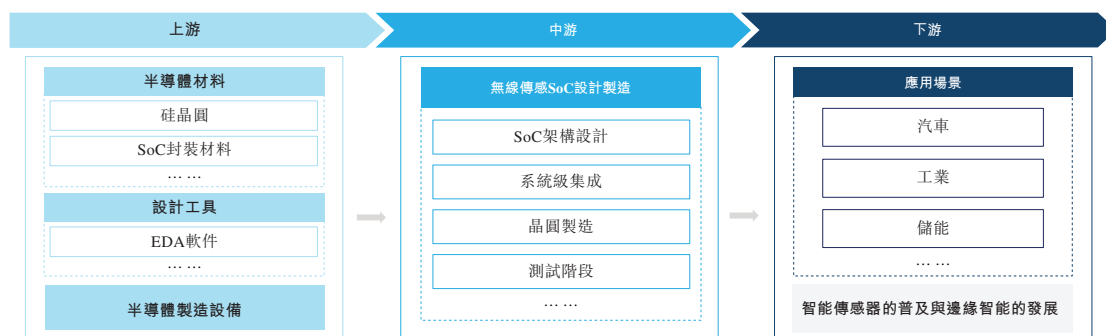 上游
中游
下游
半導體材料
硅晶圓
SoC封裝材料
… …
設計工具
EDA軟件
… …
半導體製造設備
無線傳感SoC設計製造
SoC架構設計
系統級集成
晶圓製造
測試階段
… …
應用場景
汽車
工業
儲能
… …
智能傳感器的普及與邊緣智能的發展